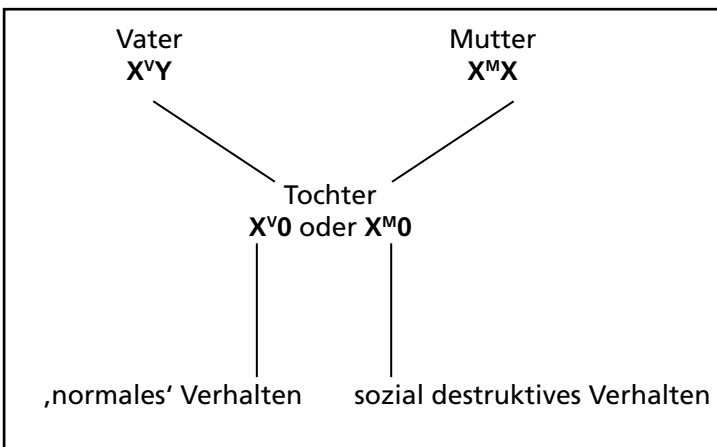 Vater Mutter
XⱽY XᴹX
Tochter
Xⱽ0 oder Xᴹ0
‚normales‘ Verhalten sozial destruktives Verhalten